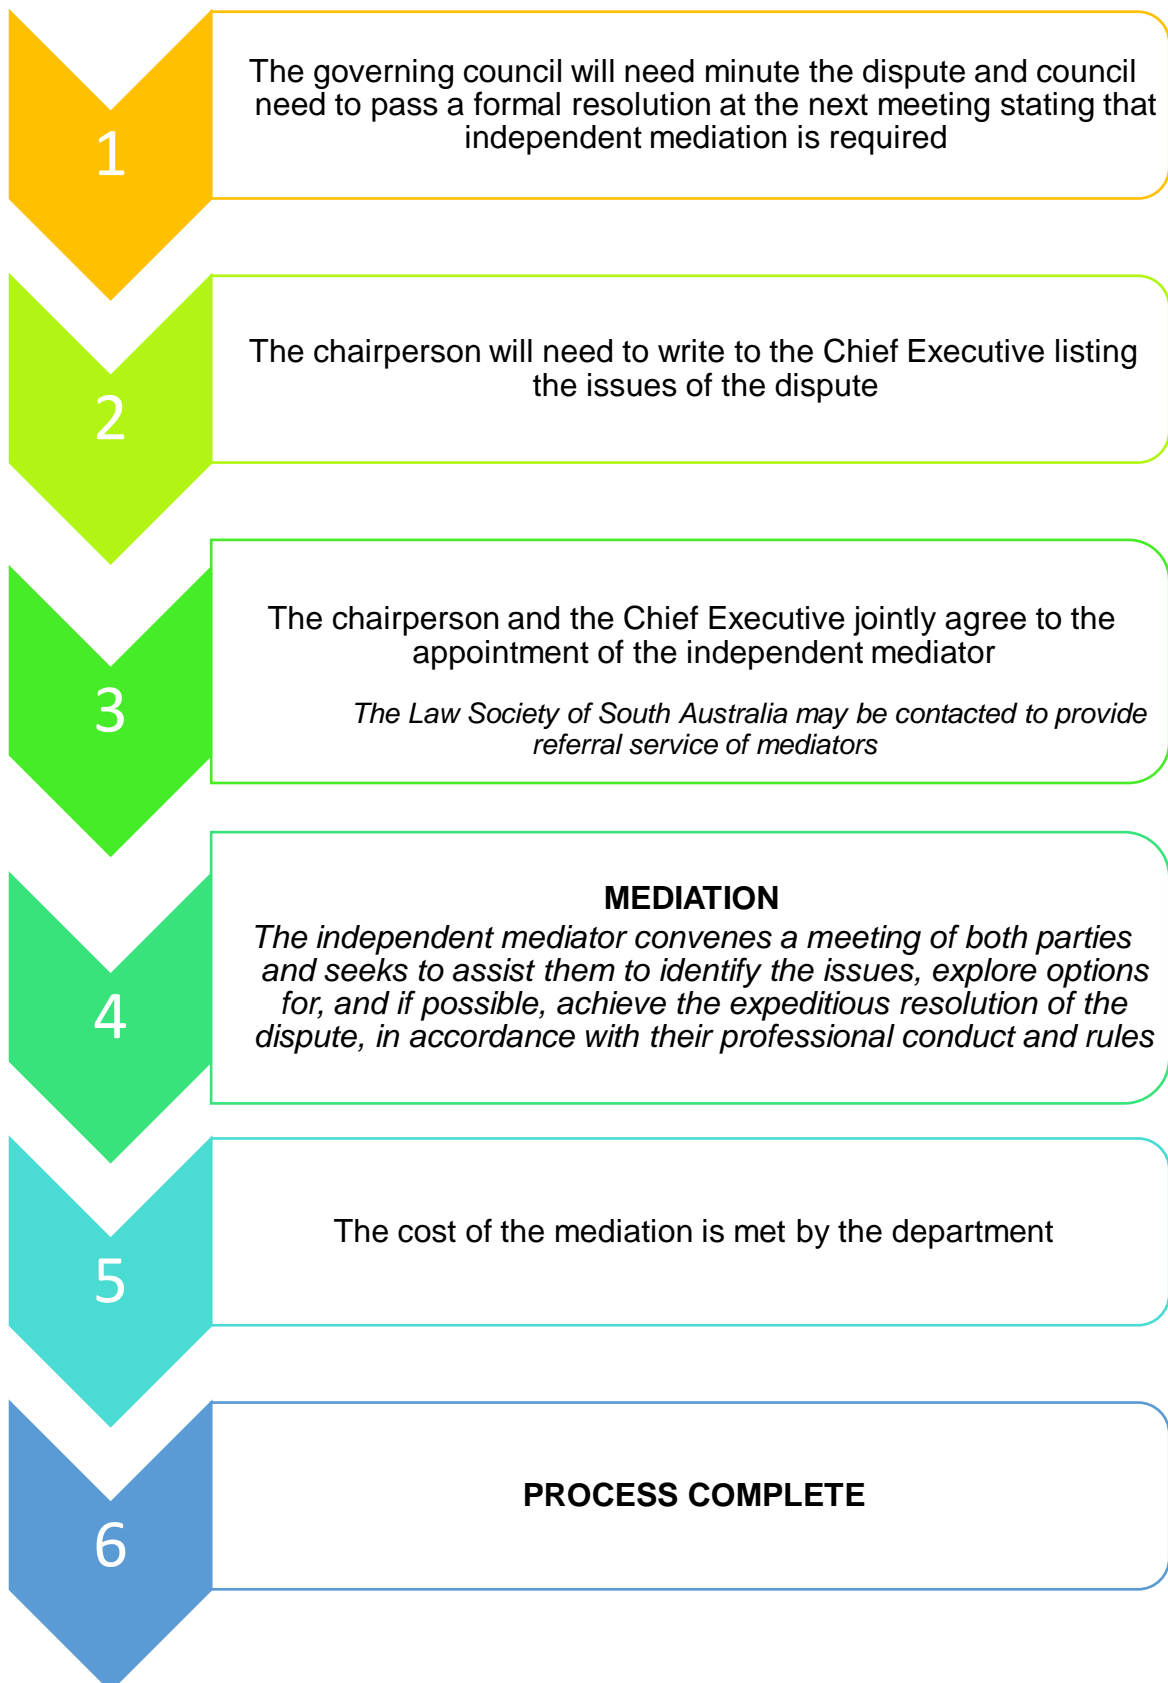 1
The governing council will need minute the dispute and council
need to pass a formal resolution at the next meeting stating that
independent mediation is required
2
The chairperson will need to write to the Chief Executive listing
the issues of the dispute
3
The chairperson and the Chief Executive jointly agree to the
appointment of the independent mediator
The Law Society of South Australia may be contacted to provide
referral service of mediators
4
MEDIATION
The independent mediator convenes a meeting of both parties
and seeks to assist them to identify the issues, explore options
for, and if possible, achieve the expeditious resolution of the
dispute, in accordance with their professional conduct and rules
5
The cost of the mediation is met by the department
6
PROCESS COMPLETE